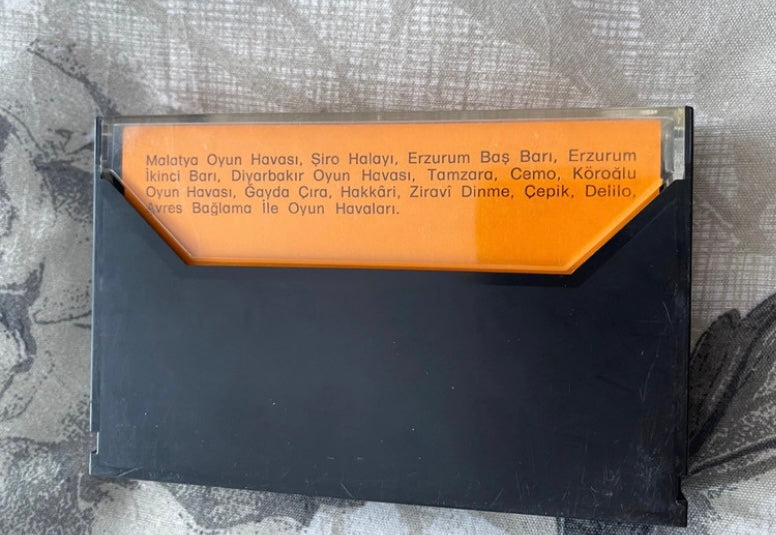 Malatya Oyun Havası, Şiro Halayı, Erzurum Baş Barı, Erzurum
İkinci Barı, Diyarbakır Oyun Havası, Tamzara, Cemo, Köroğlu
Oyun Havası, Gayda Çıra, Hakkâri, Ziravî Dinme, Çepik, Delilo,
Avres Bağlama İle Oyun Havaları.